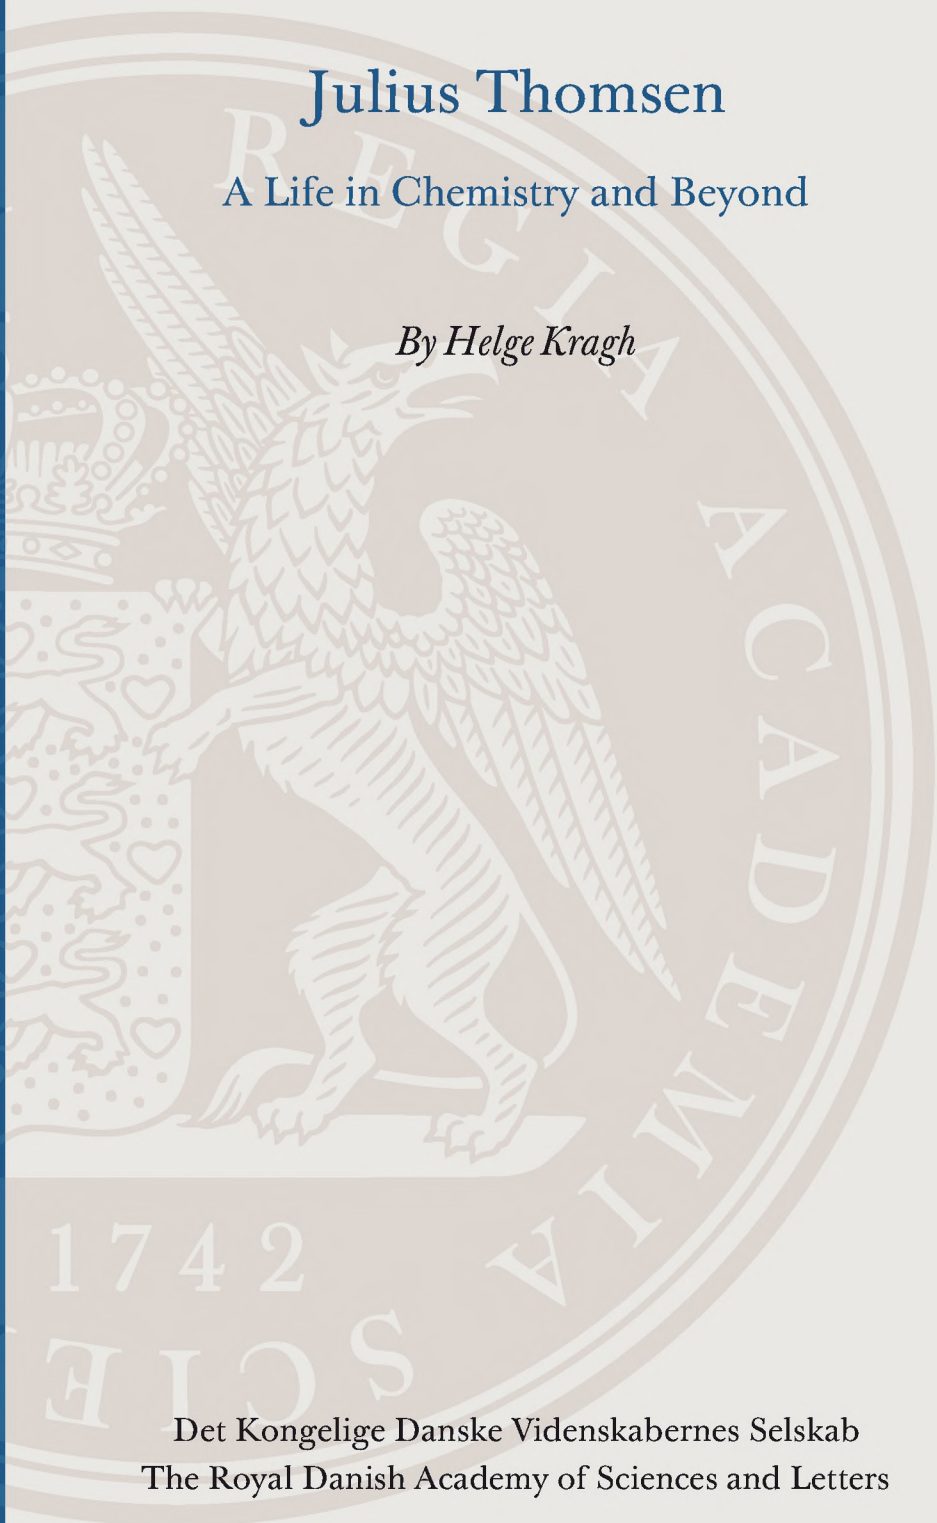 Julius Thomsen
A Life in Chemistry and Beyond
By Helge Kragh
REGIA ACADEMIA
1742
SCIE
Det Kongelige Danske Videnskabernes Selskab
The Royal Danish Academy of Sciences and Letters